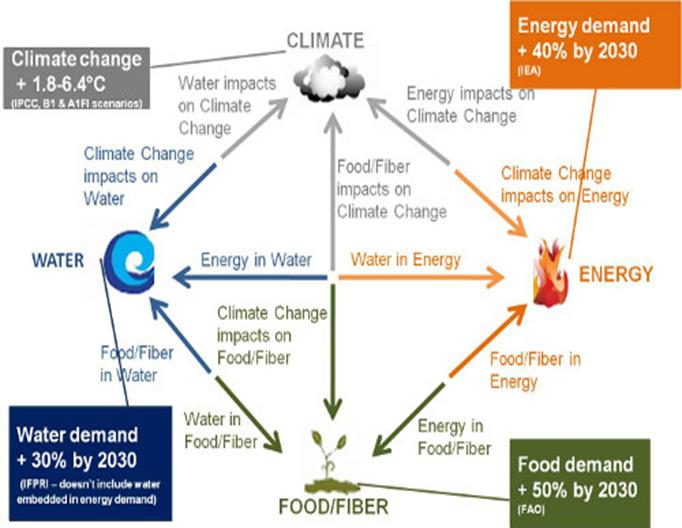 CLIMATE
Energy demand
+ 40% by 2030
(IEA)
Climate change
+ 1.8-6.4°C
(IPCC, B1 & A1FI scenarios)
Water impacts
on Climate
Change
Energy impacts on
Climate Change
Climate Change
impacts on
Water
Food/Fiber
impacts on
Climate Change
Climate Change
impacts on Energy
WATER
Energy in Water
Water in Energy
ENERGY
Climate Change
impacts on
Food/Fiber
Food/Fiber
in Water
Food/Fiber in
Energy
Water in
Food/Fiber
Energy in
Food/Fiber
Water demand
+ 30% by 2030
(IFPRI – doesn't include water
embedded in energy demand)
FOOD/FIBER
Food demand
+ 50% by 2030
(FAO)